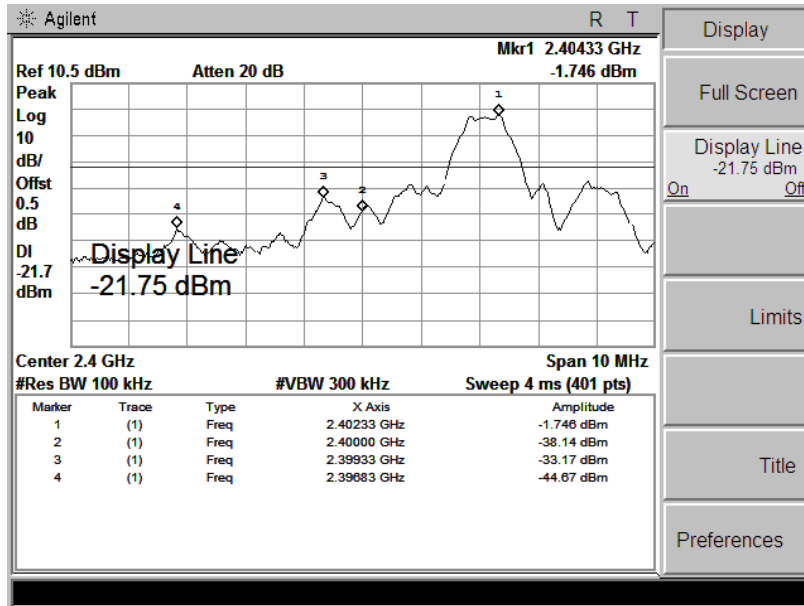 Agilent R T
Mkr1 2.40433 GHz
Ref 10.5 dBm Atten 20 dB -1.746 dBm
Peak
Log
10
dB/
Offst
0.5
dB
DI
-21.7
dBm
1
2
3
4
Display Line
-21.75 dBm
Center 2.4 GHz Span 10 MHz
#Res BW 100 kHz #VBW 300 kHz Sweep 4 ms (401 pts)
Marker Trace Type X Axis Amplitude
1 (1) Freq 2.40233 GHz -1.746 dBm
2 (1) Freq 2.40000 GHz -38.14 dBm
3 (1) Freq 2.39933 GHz -33.17 dBm
4 (1) Freq 2.39683 GHz -44.67 dBm
Display
Full Screen
Display Line
-21.75 dBm
On Off
Limits
Title
Preferences